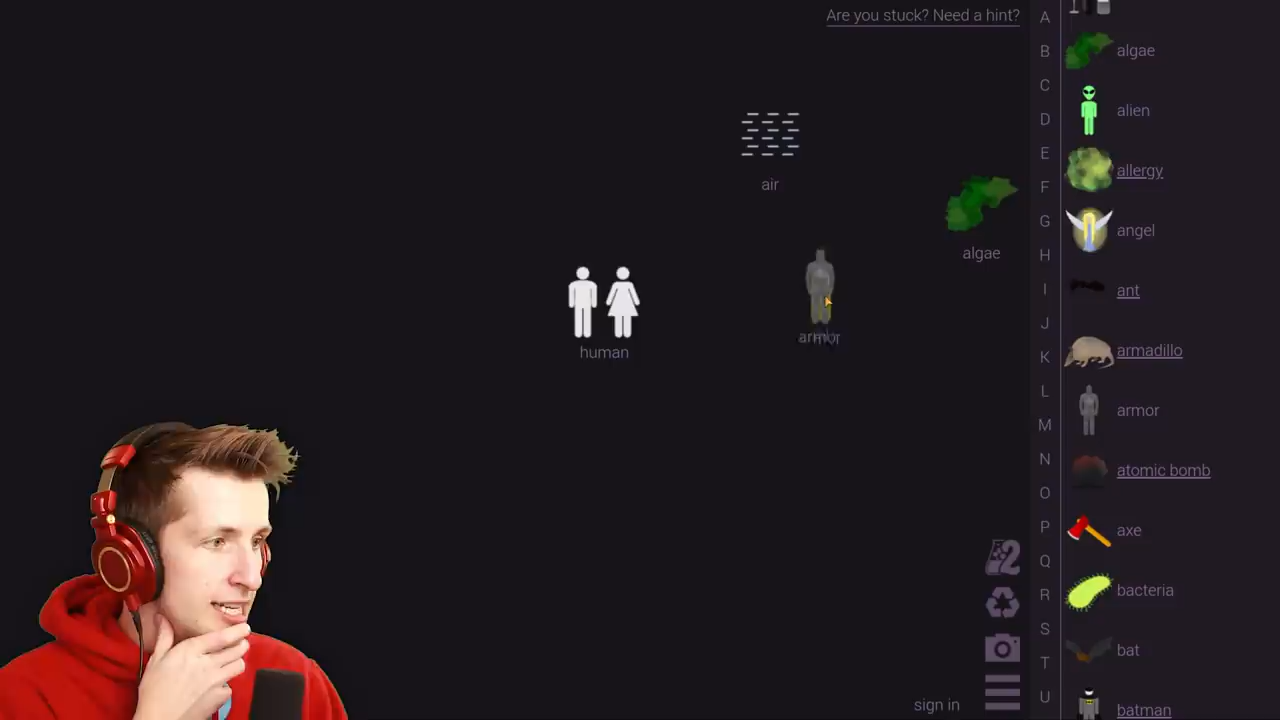 Are you stuck? Need a hint?
air
algae
human
armor
sign in
2
A
B
C
D
E
F
G
H
I
J
K
L
M
N
O
P
Q
R
S
T
U
algae
alien
allergy
angel
ant
armadillo
armor
atomic bomb
axe
bacteria
bat
batman